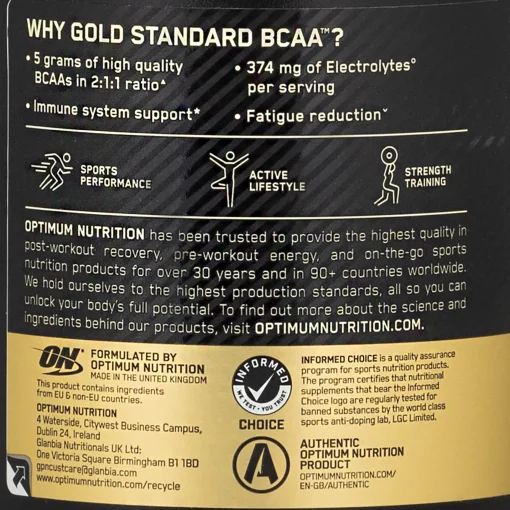 WHY GOLD STANDARD BCAA™?
• 5 grams of high quality
BCAAs in 2:1:1 ratio▲
• Immune system support*
• 374 mg of Electrolytes°
per serving
• Fatigue reduction˅
SPORTS
PERFORMANCE
ACTIVE
LIFESTYLE
STRENGTH
TRAINING
OPTIMUM NUTRITION has been trusted to provide the highest quality in
post-workout recovery, pre-workout energy, and on-the-go sports
nutrition products for over 30 years and in 90+ countries worldwide.
We hold ourselves to the highest production standards, all so you can
unlock your body's full potential. To find out more about the science and
ingredients behind our products, visit OPTIMUMNUTRITION.COM.
ON®
FORMULATED BY
OPTIMUM NUTRITION
MADE IN THE UNITED KINGDOM
This product contains ingredients
from EU & non-EU countries.
OPTIMUM NUTRITION
4 Waterside, Citywest Business Campus,
Dublin 24, Ireland
Glanbia Nutritionals UK Ltd:
One Victoria Square Birmingham B1 1BD
gpncustcare@glanbia.com
www.optimumnutrition.com/recycle
INFORMED
WE TEST • YOU TRUST
CHOICE
INFORMED CHOICE is a quality assurance
program for sports nutrition products.
The program certifies that nutritional
supplements that bear the Informed
Choice logo are regularly tested for
banned substances by the world class
sports anti-doping lab, LGC Limited.
A
AUTHENTIC
OPTIMUM NUTRITION
PRODUCT
OPTIMUMNUTRITION.COM/
EN-GB/AUTHENTIC